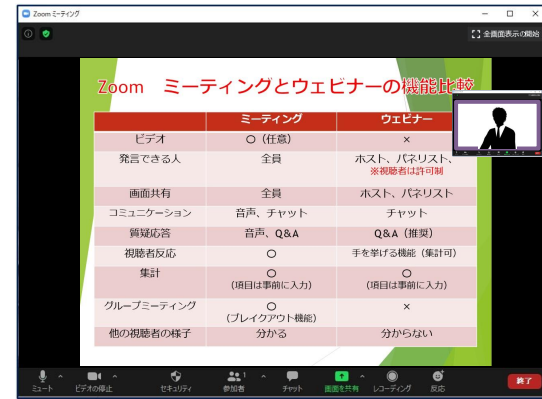 Zoom ミーティング
全画面表示の開始
Zoom ミーティングとウェビナーの機能比較
ミーティング ウェビナー
ビデオ 〇（任意） ×
発言できる人 全員 ホスト、パネリスト、
※視聴者は許可制
画面共有 全員 ホスト、パネリスト
コミュニケーション 音声、チャット チャット
質疑応答 音声、Q&A Q&A（推奨）
視聴者反応 〇 手を挙げる機能（集計可）
集計 〇 〇
(項目は事前に入力) (項目は事前に入力)
グループミーティング 〇 ×
(ブレイクアウト機能)
他の視聴者の様子 分かる 分からない
1
ミュート ビデオの停止 セキュリティ 参加者 チャット 画面を共有 レコーディング 反応 終了